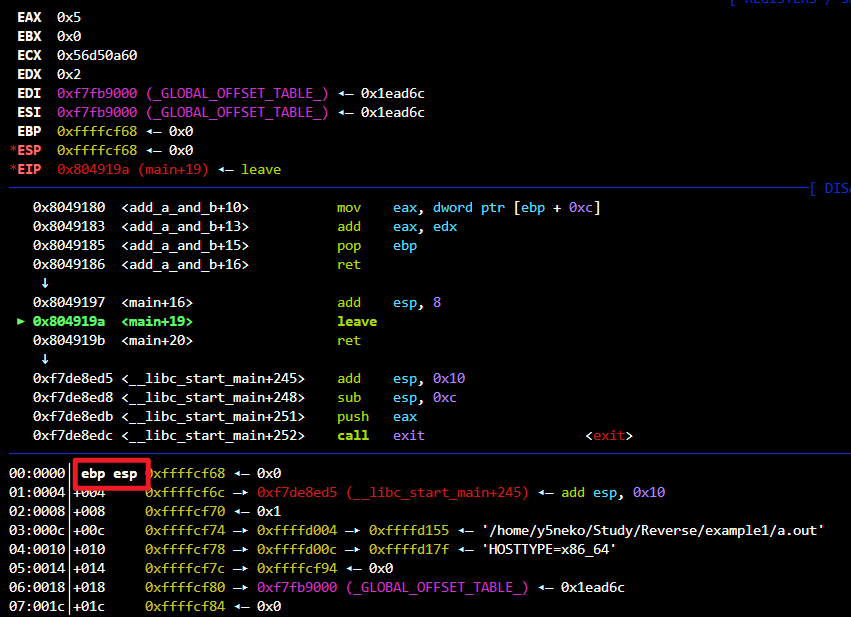 [ REGISTERS /
EAX 0x5
EBX 0x0
ECX 0x56d50a60
EDX 0x2
EDI 0xf7fb9000 (_GLOBAL_OFFSET_TABLE_) ◂— 0x1ead6c
ESI 0xf7fb9000 (_GLOBAL_OFFSET_TABLE_) ◂— 0x1ead6c
EBP 0xffffcf68 ◂— 0x0
*ESP 0xffffcf68 ◂— 0x0
*EIP 0x804919a (main+19) ◂— leave
[ DISA
0x8049180 <add_a_and_b+10> mov eax, dword ptr [ebp + 0xc]
0x8049183 <add_a_and_b+13> add eax, edx
0x8049185 <add_a_and_b+15> pop ebp
0x8049186 <add_a_and_b+16> ret
↓
0x8049197 <main+16> add esp, 8
► 0x804919a <main+19> leave
0x804919b <main+20> ret
↓
0xf7de8ed5 <__libc_start_main+245> add esp, 0x10
0xf7de8ed8 <__libc_start_main+248> sub esp, 0xc
0xf7de8edb <__libc_start_main+251> push eax
0xf7de8edc <__libc_start_main+252> call exit <exit>
00:0000│ ebp esp 0xffffcf68 ◂— 0x0
01:0004│+004 0xffffcf6c —▸ 0xf7de8ed5 (__libc_start_main+245) ◂— add esp, 0x10
02:0008│+008 0xffffcf70 ◂— 0x1
03:000c│+00c 0xffffcf74 —▸ 0xffffd004 —▸ 0xffffd155 ◂— '/home/y5neko/Study/Reverse/example1/a.out'
04:0010│+010 0xffffcf78 —▸ 0xffffd00c —▸ 0xffffd17f ◂— 'HOSTTYPE=x86_64'
05:0014│+014 0xffffcf7c —▸ 0xffffcf94 ◂— 0x0
06:0018│+018 0xffffcf80 —▸ 0xf7fb9000 (_GLOBAL_OFFSET_TABLE_) ◂— 0x1ead6c
07:001c│+01c 0xffffcf84 ◂— 0x0